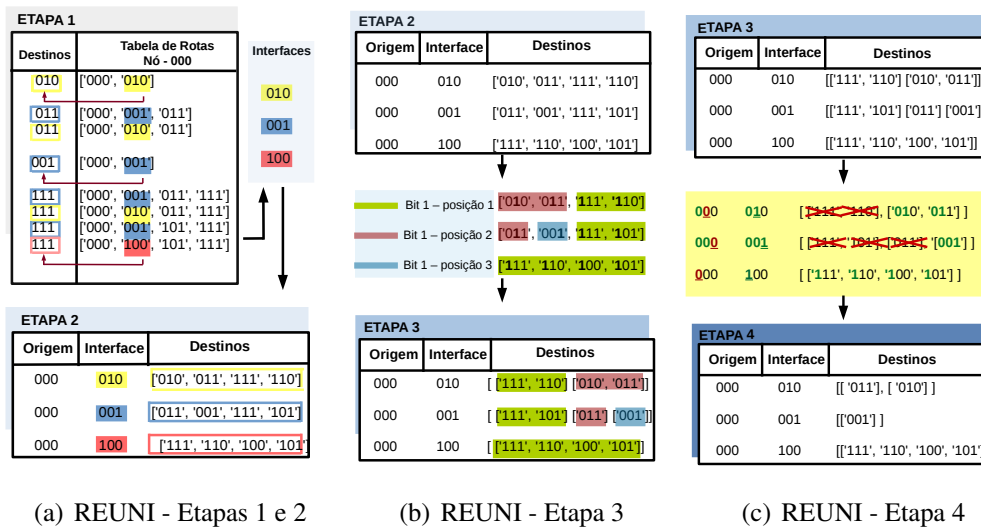 ETAPA 1
Destinos
Tabela de Rotas
Nó - 000
010 ['000', '010']
011 ['000', '001', '011']
011 ['000', '010', '011']
001 ['000', '001']
111 ['000', '001', '011', '111']
111 ['000', '010', '011', '111']
111 ['000', '001', '101', '111']
111 ['000', '100', '101', '111']
Interfaces
010
001
100
ETAPA 2
Origem Interface Destinos
000 010 ['010', '011', '111', '110']
000 001 ['011', '001', '111', '101']
000 100 ['111', '110', '100', '101'
(a) REUNI - Etapas 1 e 2
ETAPA 2
Origem Interface Destinos
000 010 ['010', '011', '111', '110']
000 001 ['011', '001', '111', '101']
000 100 ['111', '110', '100', '101']
Bit 1 – posição 1 ['010', '011', '111', '110']
Bit 1 – posição 2 ['011', '001', '111', '101']
Bit 1 – posição 3 ['111', '110', '100', '101']
ETAPA 3
Origem Interface Destinos
000 010 [ ['111', '110'] ['010', '011']]
000 001 [ ['111', '101'] ['011'] ['001']]
000 100 [ ['111', '110', '100', '101']]
(b) REUNI - Etapa 3
ETAPA 3
Origem Interface Destinos
000 010 [['111', '110'] ['010', '011']]
000 001 [['111', '101'] ['011'] ['001']
000 100 [['111', '110', '100', '101']]
000 010 [ ['111', '110'], ['010', '011'] ]
000 001 [ ['111', '101'], ['011'], '[001'] ]
000 100 [ ['111', '110', '100', '101'] ]
ETAPA 4
Origem Interface Destinos
000 010 [[ '011'], [ '010'] ]
000 001 [['001'] ]
000 100 [['111', '110', '100', '101']
(c) REUNI - Etapa 4